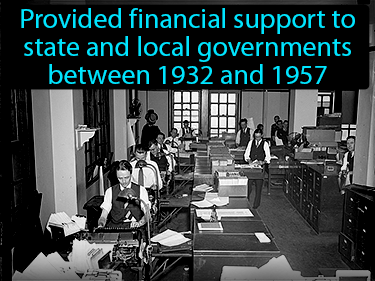 Provided financial support to
state and local governments
between 1932 and 1957